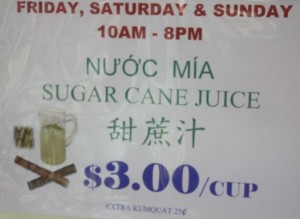 FRIDAY, SATURDAY & SUNDAY
10AM - 8PM
NƯỚC MÍA
SUGAR CANE JUICE
甜蔗汁
$3.00/CUP
EXTRA KUMQUAT 25¢